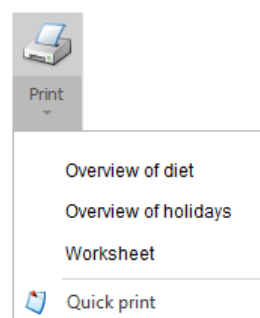 Print
Overview of diet
Overview of holidays
Worksheet
Quick print